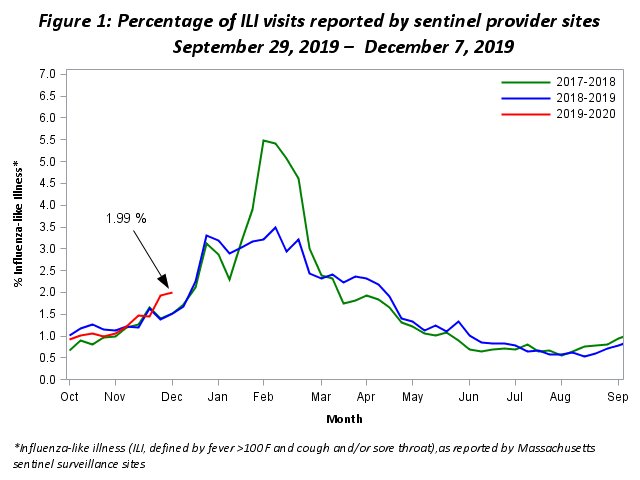 Figure 1: Percentage of ILI visits reported by sentinel provider sites
September 29, 2019 – December 7, 2019
7.0
6.5
6.0
5.5
5.0
4.5
4.0
3.5
3.0
2.5
2.0
1.5
1.0
0.5
0.0
% Influenza-like Illness*
2017-2018
2018-2019
2019-2020
1.99 %
Oct Nov Dec Jan Feb Mar Apr May Jun Jul Aug Sep
Month
*Influenza-like illness (ILI, defined by fever >100F and cough and/or sore throat),as reported by Massachusetts
sentinel surveillance sites